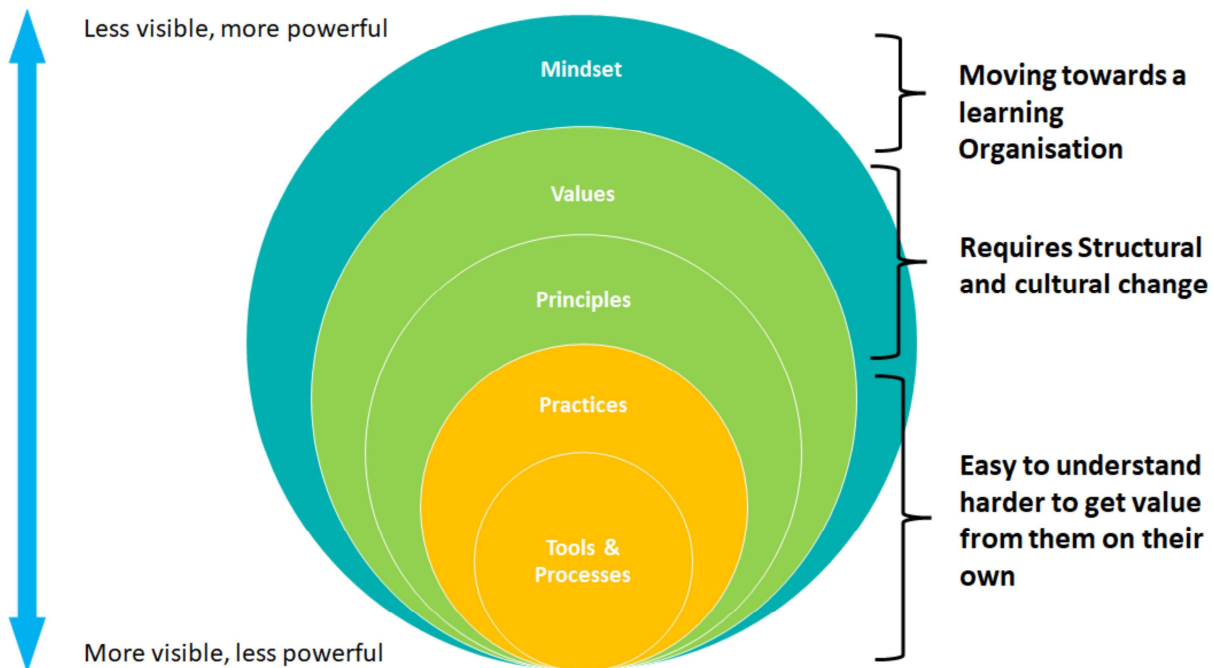 Less visible, more powerful
Mindset
Moving towards a
learning
Organisation
Values
Requires Structural
and cultural change
Principles
Practices
Easy to understand
harder to get value
from them on their
own
Tools &
Processes
More visible, less powerful